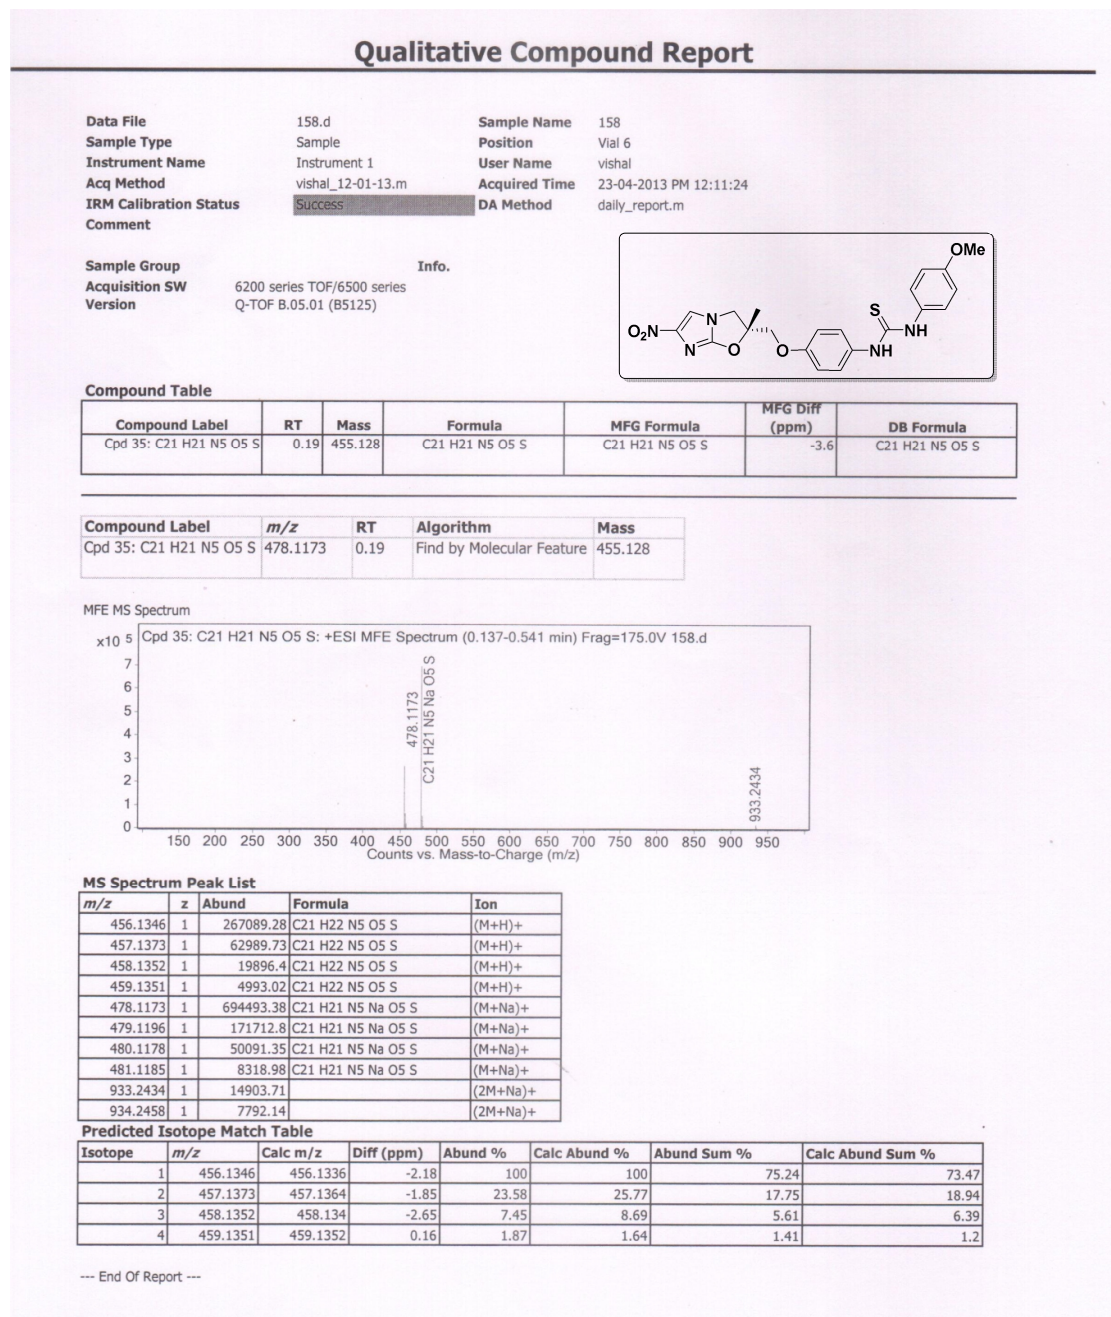 Qualitative Compound Report
Data File 158.d Sample Name 158
Sample Type Sample Position Vial 6
Instrument Name Instrument 1 User Name vishal
Acq Method vishal_12-01-13.m Acquired Time 23-04-2013 PM 12:11:24
IRM Calibration Status Success DA Method daily_report.m
Comment
Sample Group Info.
Acquisition SW 6200 series TOF/6500 series
Version Q-TOF B.05.01 (B5125)
OMe
S
O2N N NH
N O O NH
Compound Table
Compound Label RT Mass Formula MFG Formula MFG Diff (ppm) DB Formula
Cpd 35: C21 H21 N5 O5 S 0.19 455.128 C21 H21 N5 O5 S C21 H21 N5 O5 S -3.6 C21 H21 N5 O5 S
Compound Label m/z RT Algorithm Mass
Cpd 35: C21 H21 N5 O5 S 478.1173 0.19 Find by Molecular Feature 455.128
MFE MS Spectrum
x10 5 Cpd 35: C21 H21 N5 O5 S: +ESI MFE Spectrum (0.137-0.541 min) Frag=175.0V 158.d
7
6
5
4
3
2
1
0
478.1173
C21 H21 N5 Na O5 S
933.2434
150 200 250 300 350 400 450 500 550 600 650 700 750 800 850 900 950
Counts vs. Mass-to-Charge (m/z)
MS Spectrum Peak List
m/z z Abund Formula Ion
456.1346 1 267089.28 C21 H22 N5 O5 S (M+H)+
457.1373 1 62989.73 C21 H22 N5 O5 S (M+H)+
458.1352 1 19896.4 C21 H22 N5 O5 S (M+H)+
459.1351 1 4993.02 C21 H22 N5 O5 S (M+H)+
478.1173 1 694493.38 C21 H21 N5 Na O5 S (M+Na)+
479.1196 1 171712.8 C21 H21 N5 Na O5 S (M+Na)+
480.1178 1 50091.35 C21 H21 N5 Na O5 S (M+Na)+
481.1185 1 8318.98 C21 H21 N5 Na O5 S (M+Na)+
933.2434 1 14903.71 (2M+Na)+
934.2458 1 7792.14 (2M+Na)+
Predicted Isotope Match Table
Isotope m/z Calc m/z Diff (ppm) Abund % Calc Abund % Abund Sum % Calc Abund Sum %
1 456.1346 456.1336 -2.18 100 100 75.24 73.47
2 457.1373 457.1364 -1.85 23.58 25.77 17.75 18.94
3 458.1352 458.134 -2.65 7.45 8.69 5.61 6.39
4 459.1351 459.1352 0.16 1.87 1.64 1.41 1.2
--- End Of Report ---